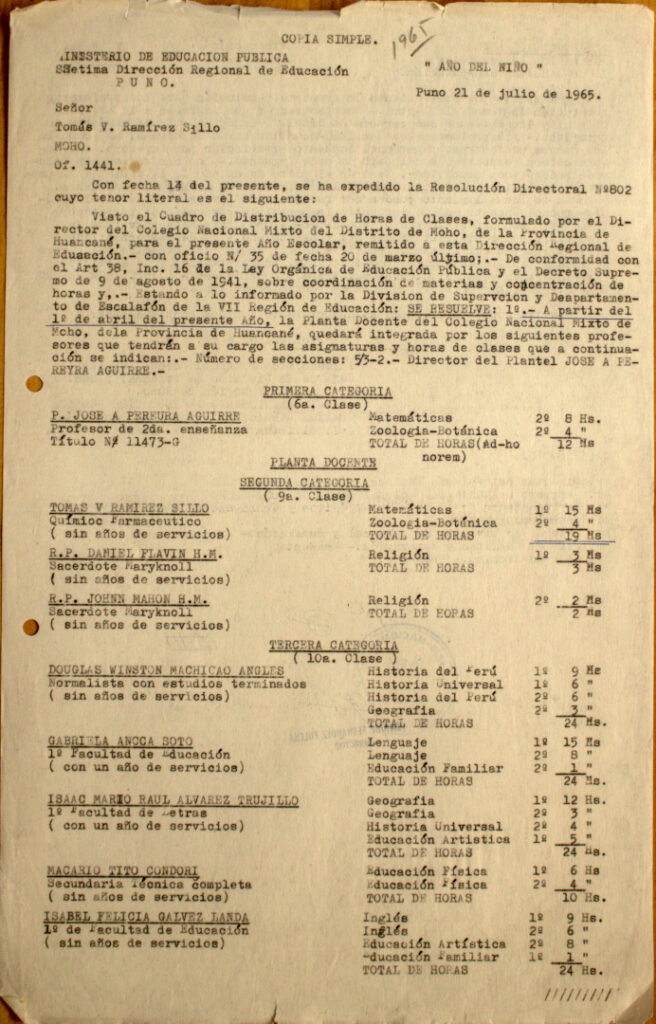 COPIA SIMPLE.
1965
MINISTERIO DE EDUCACION PUBLICA
SSetima Dirección Regional de Educación
" AÑO DEL NIÑO "
P U N O.
Puno 21 de julio de 1965.
Señor
Tomás V. Ramírez Sillo
MOHO.
Of. 1441.
Con fecha 14 del presente, se ha expedido la Resolución Directoral Nº802
cuyo tenor literal es el siguiente:
Visto el Cuadro de Distribucion de Horas de Clases, formulado por el Di-
rector del Colegio Nacional Mixto del Distrito de Moho, de la Provincia de
Huancané, para el presente Año Escolar, remitido a esta Dirección Regional de
Eduasión.- con oficio N/ 35 de fecha 20 de marzo último;.- De conformidad con
el Art 38, Inc. 16 de la Ley Orgánica de Educación Pública y el Decreto Supre-
mo de 9 de agosto de 1941, sobre coordinación de materias y concentración de
horas y,.- Estando a lo informado por la Division de Supervcion y Deapartamen-
to de Escalafón de la VII Región de Educación: SE RESUELVE: 1º.- A partir del
1º de abril del presente Año, la Planta Docente del Colegio Nacional Mixto de
Moho, dela Provincia de Huancané, quedará integrada por los siguientes profe-
sores que tendrán a su cargo las asignaturas y horas de clases que a continua-
ción se indican:.- Número de secciones: 5/3-2.- Director del Plantel JOSE A PE-
REYRA AGUIRRE.-
PRIMERA CATEGORIA
(6a. Clase)
P. JOSE A PEREURA AGUIRRE Matemáticas 2º 8 Hs.
Profesor de 2da. enseñanza Zoologia-Botánica 2º 4 "
Título N/ 11473-G TOTAL DE HORAS(Ad-ho 12 Hs
norem)
PLANTA DOCENTE
SEGUNDA CATEGORIA
( 9a. Clase)
TOMAS V RAMIREZ SILLO Matemáticas 1º 15 Hs
Químioc Farmaceutico Zoologia-Botánica 2º 4 "
( sin años de servicios) TOTAL DE HORAS 19 Hs
R.P. DANIEL FLAVIN H.M. Religión 1º 3 Hs
Sacerdote Maryknoll TOTAL DE HORAS 3 Hs
( sin años de servicios)
R.P. JOHNN MAHON H.M. Religión 2º 2 Hs
Sacerdote Maryknoll TOTAL DE HORAS 2 Hs
( sin años de servicios)
TERCERA CATEGORIA
( 10a. Clase )
DOUGLAS WINSTON MACHICAO ANGLES Historia del Perú 1º 9 Hs
Normalista con estudios terminados Historia Universal 1º 6 "
( sin años de servicios) Historia del Perú 2º 6 "
Geografia 2º 3 "
TOTAL DE HORAS 24 Hs.
GABRIELA ANCCA SOTO Lenguaje 1º 15 Hs
1º Facultad de Educación Lenguaje 2º 8 "
( con un año de servicios) Educación Familiar 2º 1 "
TOTAL DE HORAS 24 Hs.
ISAAC MARIO RAUL ALVAREZ TRUJILLO Geografia 1º 12 Hs.
1º Facultad de Letras Geografia 2º 3 "
( con un año de servicios) Historia Universal 2º 4 "
Educación Artistica 1º 5 "
TOTAL DE HORAS 24 Hs.
MACARIO TITO CONDORI Educación Física 1º 6 Hs
Secundaria Técnica completa Educación Física 2º 4 "
( sin años de servicios) TOTAL DE HORAS 10 Hs.
ISABEL FELICIA GALVEZ LANDA Inglés 1º 9 Hs.
1º de Facultad de Educación Inglés 2º 6 "
( sin años de servicios) Educación Artística 2º 8 "
Educación Familiar 1º 1 "
TOTAL DE HORAS 24 Hs.
//////////